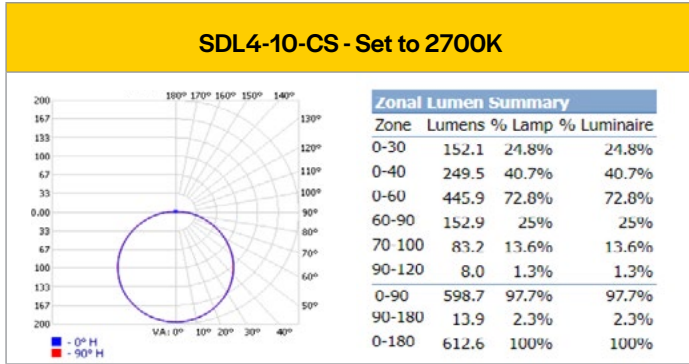 SDL4-10-CS - Set to 2700K
180° 170° 160° 150° 140°
200
167
133
100
67
33
0.00
33
67
100
133
167
200
130°
120°
110°
100°
90°
80°
70°
60°
50°
VA: 0° 10° 20° 30° 40°
- 0° H
- 90° H
Zonal Lumen Summary
Zone Lumens % Lamp % Luminaire
0-30 152.1 24.8% 24.8%
0-40 249.5 40.7% 40.7%
0-60 445.9 72.8% 72.8%
60-90 152.9 25% 25%
70-100 83.2 13.6% 13.6%
90-120 8.0 1.3% 1.3%
0-90 598.7 97.7% 97.7%
90-180 13.9 2.3% 2.3%
0-180 612.6 100% 100%